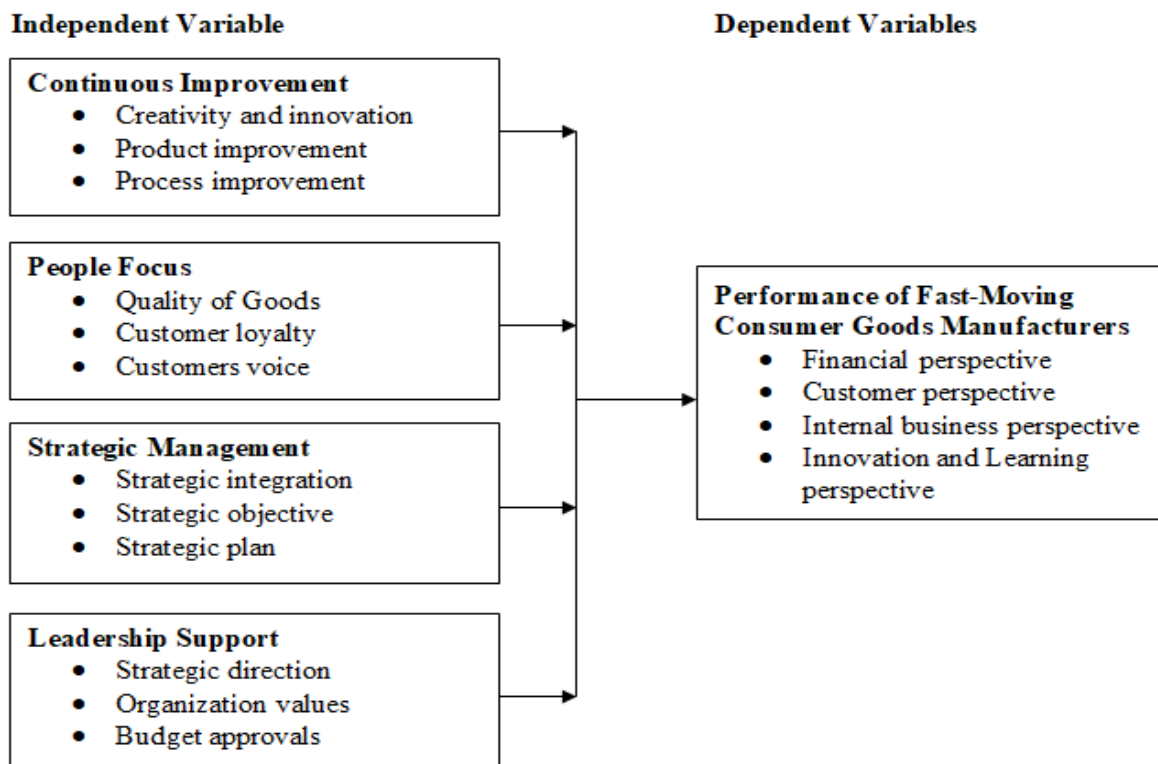 Independent Variable
Continuous Improvement
• Creativity and innovation
• Product improvement
• Process improvement
People Focus
• Quality of Goods
• Customer loyalty
• Customers voice
Strategic Management
• Strategic integration
• Strategic objective
• Strategic plan
Leadership Support
• Strategic direction
• Organization values
• Budget approvals
Dependent Variables
Performance of Fast-Moving
Consumer Goods Manufacturers
• Financial perspective
• Customer perspective
• Internal business perspective
• Innovation and Learning
perspective